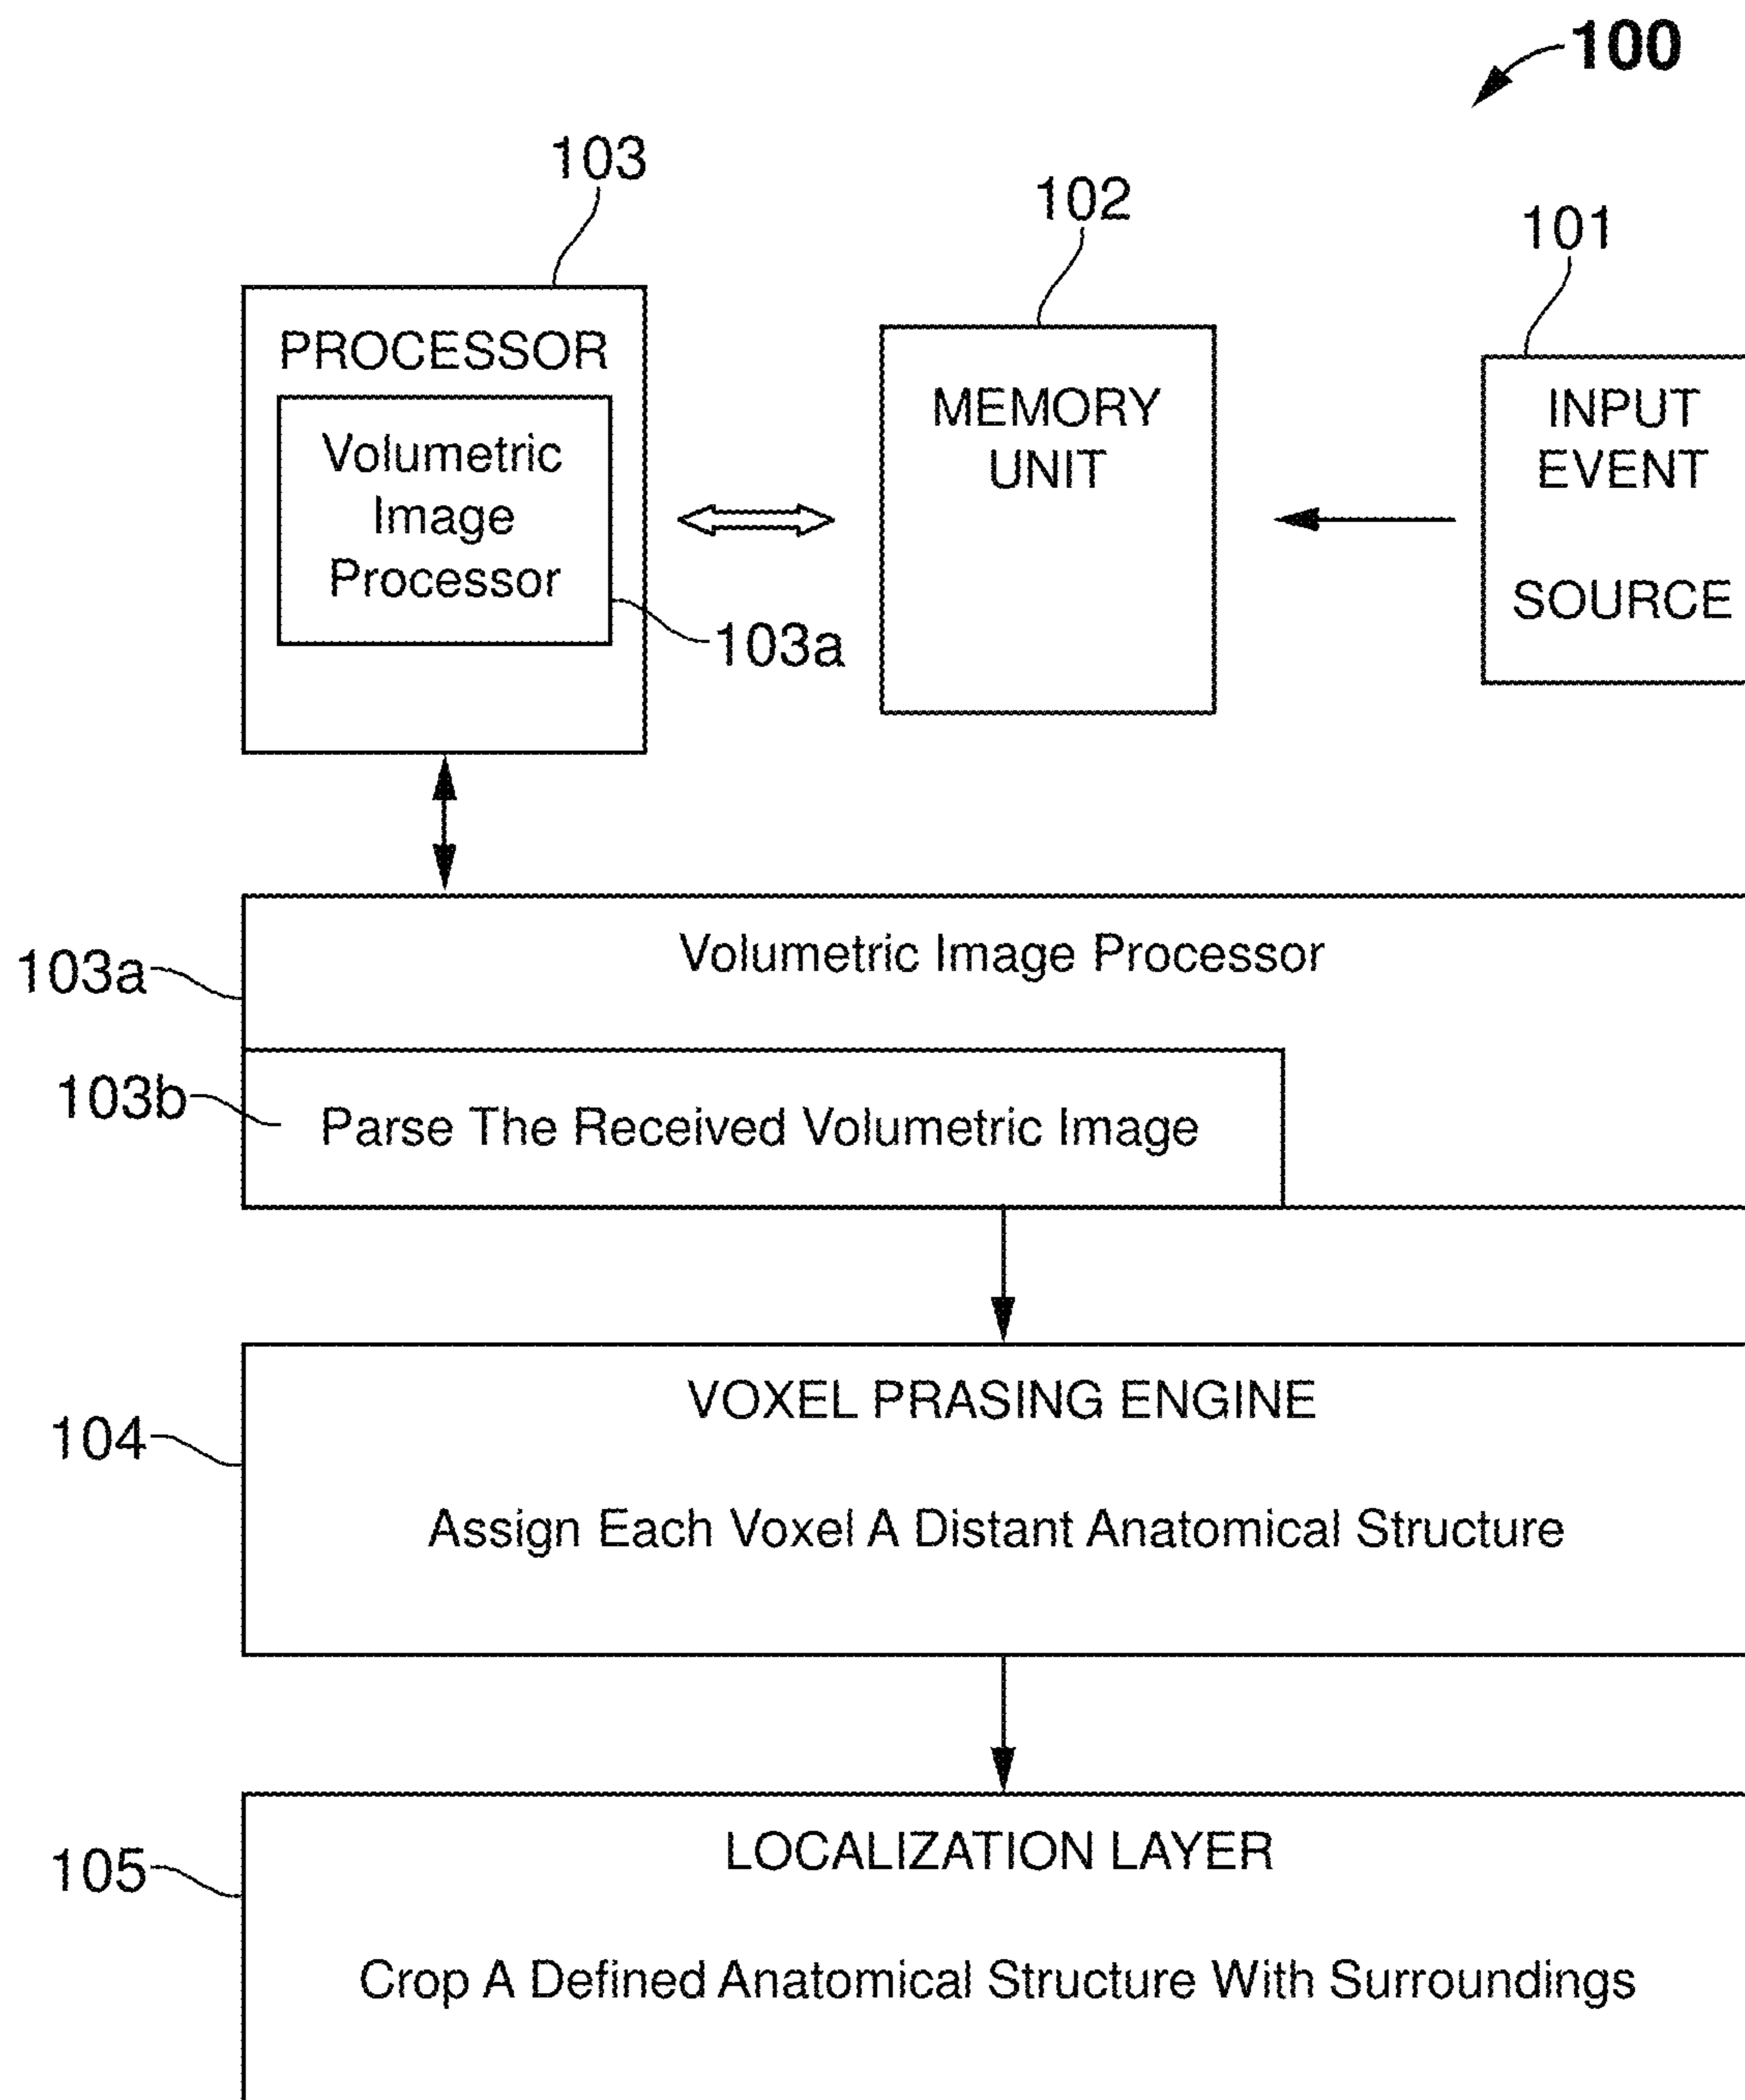 100
103
102
101
PROCESSOR
Volumetric
Image
Processor
103a
MEMORY
UNIT
INPUT
EVENT
SOURCE
Volumetric Image Processor
103a
103b
Parse The Received Volumetric Image
VOXEL PRASING ENGINE
104
Assign Each Voxel A Distant Anatomical Structure
LOCALIZATION LAYER
105
Crop A Defined Anatomical Structure With Surroundings